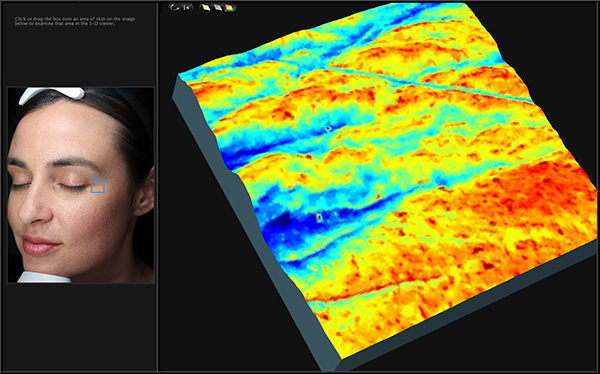 Click or drag the box over an area of skin on the image
below to examine that area in the 3-D viewer.